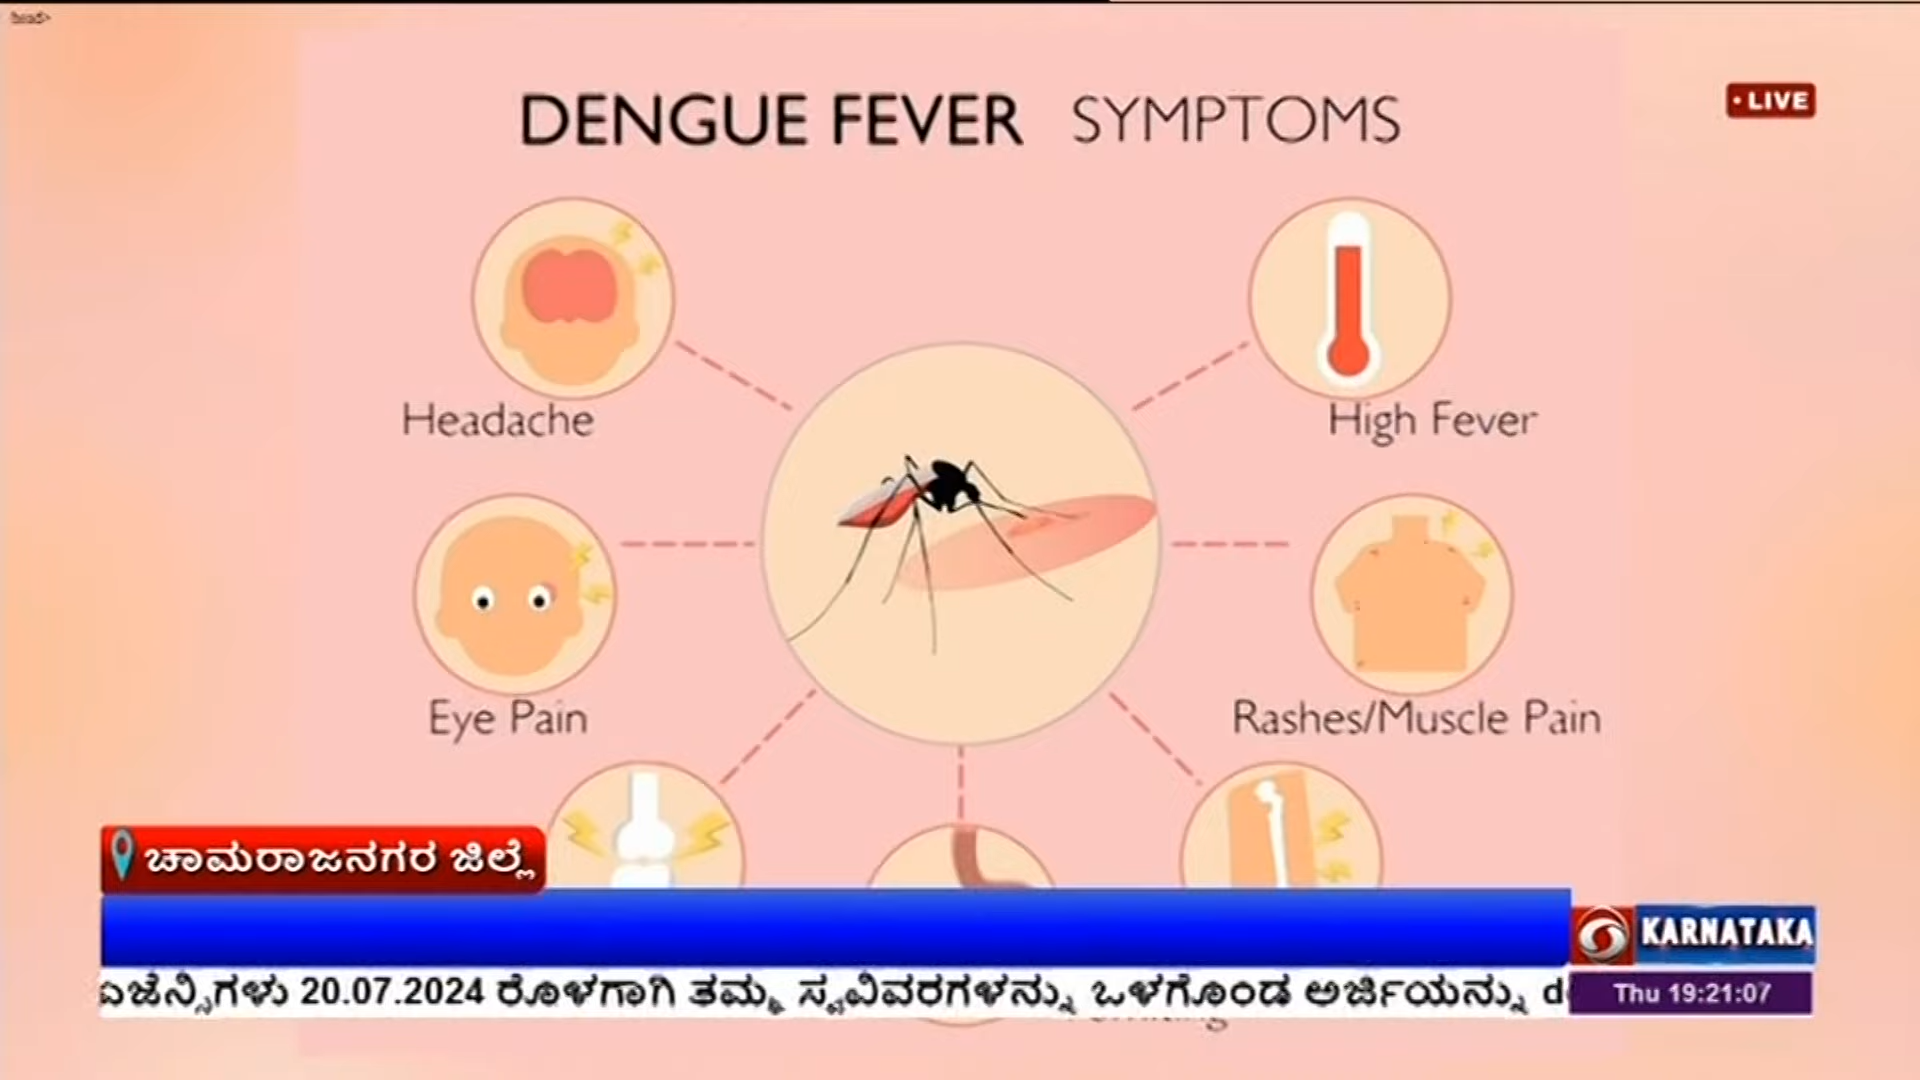 DENGUE FEVER SYMPTOMS
LIVE
Headache
High Fever
Eye Pain
Rashes/Muscle Pain
ಚಾಮರಾಜನಗರ ಜಿಲ್ಲೆ
KARNATAKA
ಏಜೆನ್ಸಿಗಳು 20.07.2024 ರೊಳಗಾಗಿ ತಮ್ಮ ಸ್ವವಿವರಗಳನ್ನು ಒಳಗೊಂಡ ಅರ್ಜಿಯನ್ನು d
Thu 19:21:07